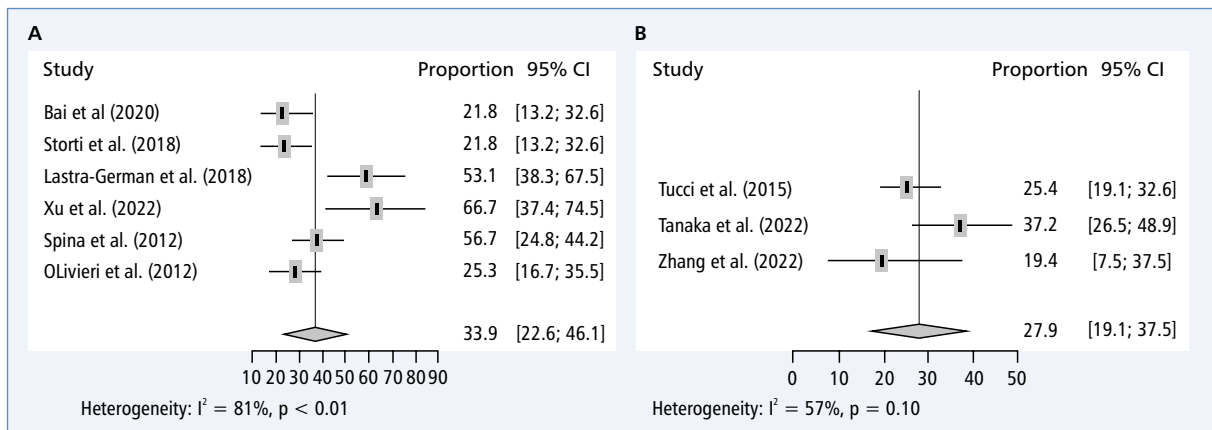 A
Study Proportion 95% CI
Bai et al (2020) 21.8 [13.2; 32.6]
Storti et al. (2018) 21.8 [13.2; 32.6]
Lastra-German et al. (2018) 53.1 [38.3; 67.5]
Xu et al. (2022) 66.7 [37.4; 74.5]
Spina et al. (2012) 56.7 [24.8; 44.2]
OLivieri et al. (2012) 25.3 [16.7; 35.5]
33.9 [22.6; 46.1]
10 20 30 40 50 60 70 80 90
Heterogeneity: I² = 81%, p < 0.01
B
Study Proportion 95% CI
Tucci et al. (2015) 25.4 [19.1; 32.6]
Tanaka et al. (2022) 37.2 [26.5; 48.9]
Zhang et al. (2022) 19.4 [7.5; 37.5]
27.9 [19.1; 37.5]
0 10 20 30 40 50
Heterogeneity: I² = 57%, p = 0.10